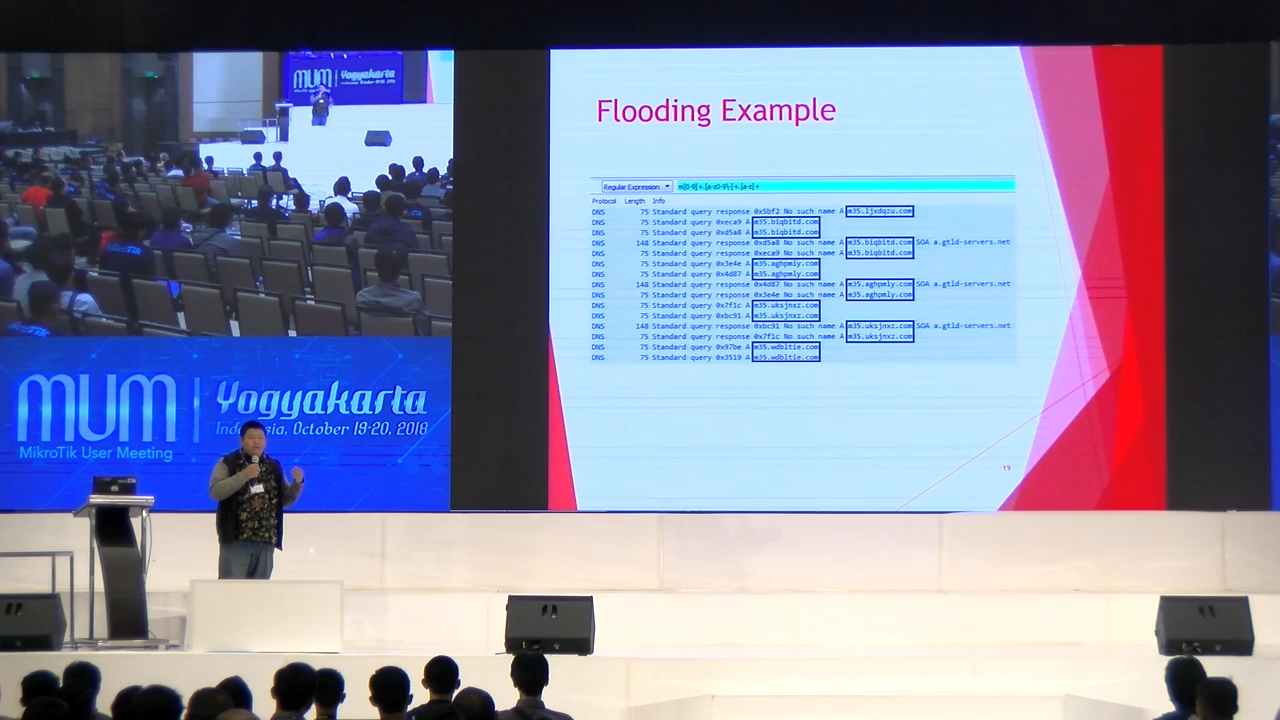 MUM Yogyakarta
MUM Yogyakarta
Indonesia, October 19-20, 2018
MikroTik User Meeting
Flooding Example
Regular Expression m[0-9]+.[a-z0-9\-]+.[a-z]+
Protocol Length Info
DNS 75 Standard query response 0x5bf2 No such name A m35.ljxdqzu.com
DNS 75 Standard query 0xeca9 A m35.biqbitd.com
DNS 75 Standard query 0xd5a8 A m35.biqbitd.com
DNS 148 Standard query response 0xd5a8 No such name A m35.biqbitd.com SOA a.gtld-servers.net
DNS 75 Standard query response 0xeca9 No such name A m35.biqbitd.com
DNS 75 Standard query 0x3e4e A m35.aghpmly.com
DNS 75 Standard query 0x4d87 A m35.aghpmly.com
DNS 148 Standard query response 0x4d87 No such name A m35.aghpmly.com SOA a.gtld-servers.net
DNS 75 Standard query response 0x3e4e No such name A m35.aghpmly.com
DNS 75 Standard query 0x7f1c A m35.uksjnxz.com
DNS 75 Standard query 0xbc91 A m35.uksjnxz.com
DNS 148 Standard query response 0xbc91 No such name A m35.uksjnxz.com SOA a.gtld-servers.net
DNS 75 Standard query response 0x7f1c No such name A m35.uksjnxz.com
DNS 75 Standard query 0x97be A m35.wdbltie.com
DNS 75 Standard query 0x3519 A m35.wdbltie.com
19